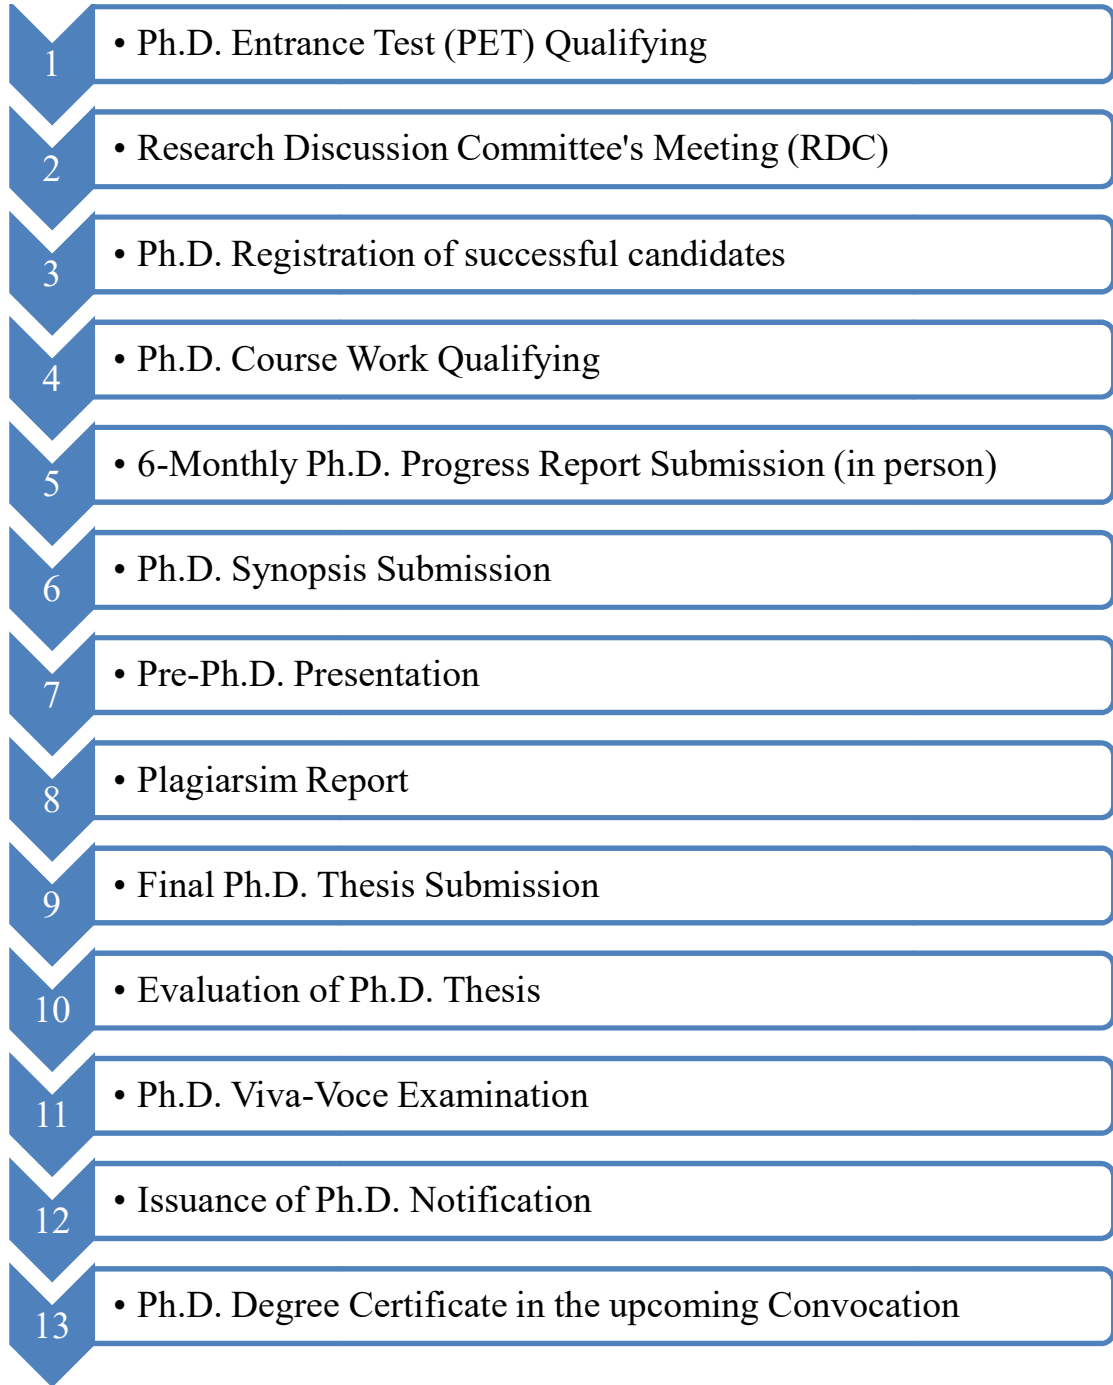 1 • Ph.D. Entrance Test (PET) Qualifying
2 • Research Discussion Committee's Meeting (RDC)
3 • Ph.D. Registration of successful candidates
4 • Ph.D. Course Work Qualifying
5 • 6-Monthly Ph.D. Progress Report Submission (in person)
6 • Ph.D. Synopsis Submission
7 • Pre-Ph.D. Presentation
8 • Plagiarsim Report
9 • Final Ph.D. Thesis Submission
10 • Evaluation of Ph.D. Thesis
11 • Ph.D. Viva-Voce Examination
12 • Issuance of Ph.D. Notification
13 • Ph.D. Degree Certificate in the upcoming Convocation